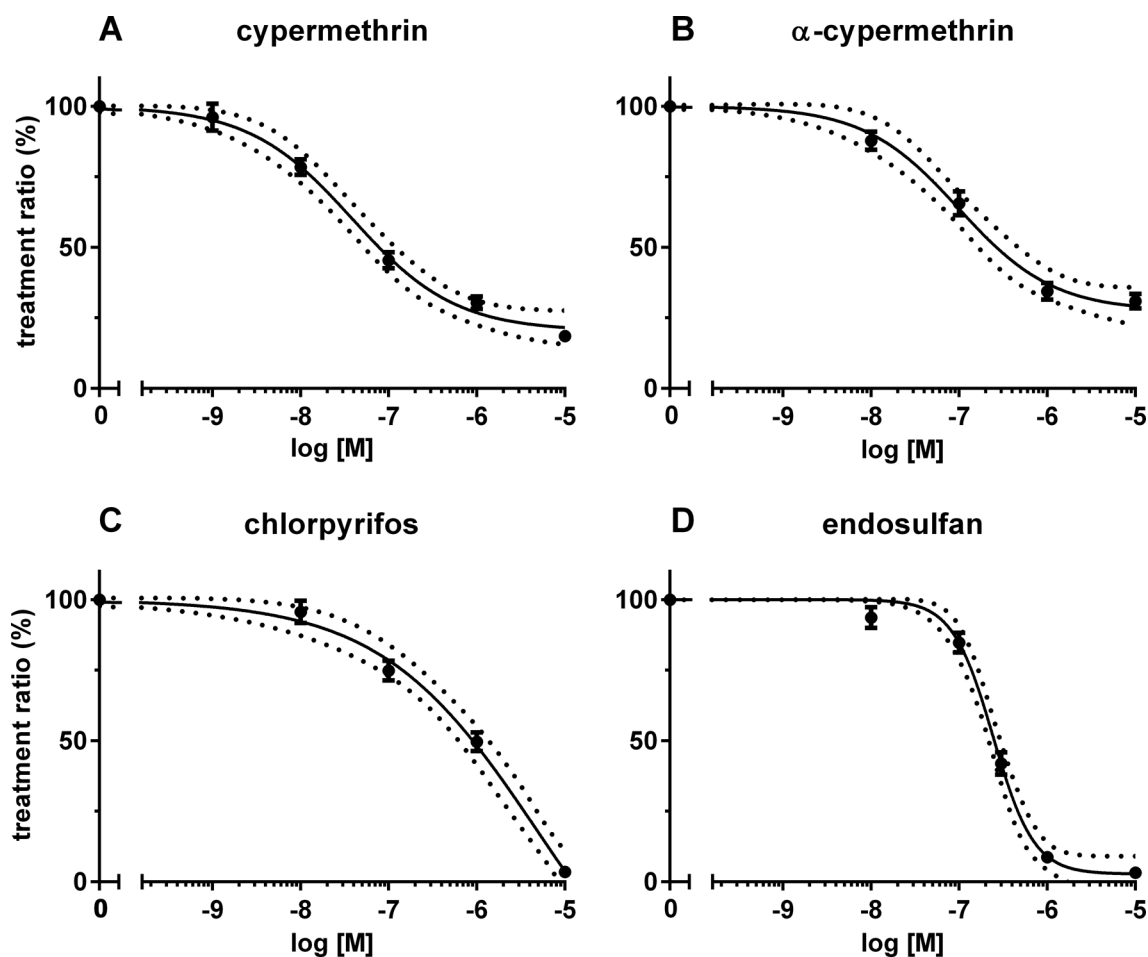 A cypermethrin
B α-cypermethrin
treatment ratio (%)
100
50
0
0 -9 -8 -7 -6 -5
log [M]
100
50
0
0 -9 -8 -7 -6 -5
log [M]
C chlorpyrifos
D endosulfan
treatment ratio (%)
100
50
0
0 -9 -8 -7 -6 -5
log [M]
100
50
0
0 -9 -8 -7 -6 -5
log [M]